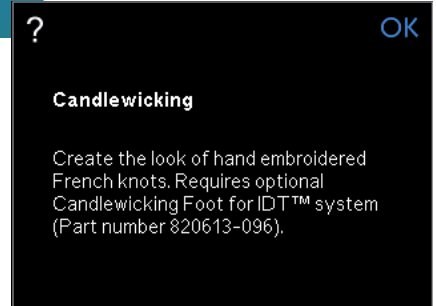 ?
OK
Candlewicking
Create the look of hand embroidered
French knots. Requires optional
Candlewicking Foot for IDT™ system
(Part number 820613-096).